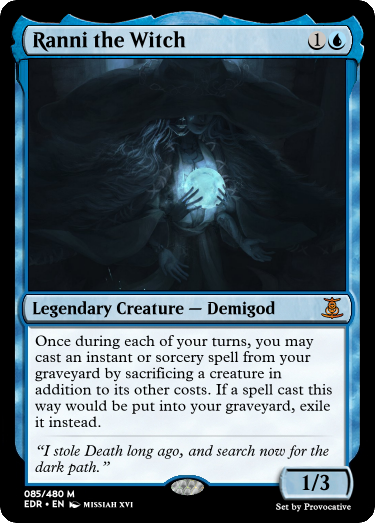 Ranni the Witch 1
Legendary Creature — Demigod
Once during each of your turns, you may
cast an instant or sorcery spell from your
graveyard by sacrificing a creature in
addition to its other costs. If a spell cast this
way would be put into your graveyard, exile
it instead.
“I stole Death long ago, and search now for the
dark path.”
1/3
085/480 M
EDR • EN MISSIAH XVI
Set by Provocative